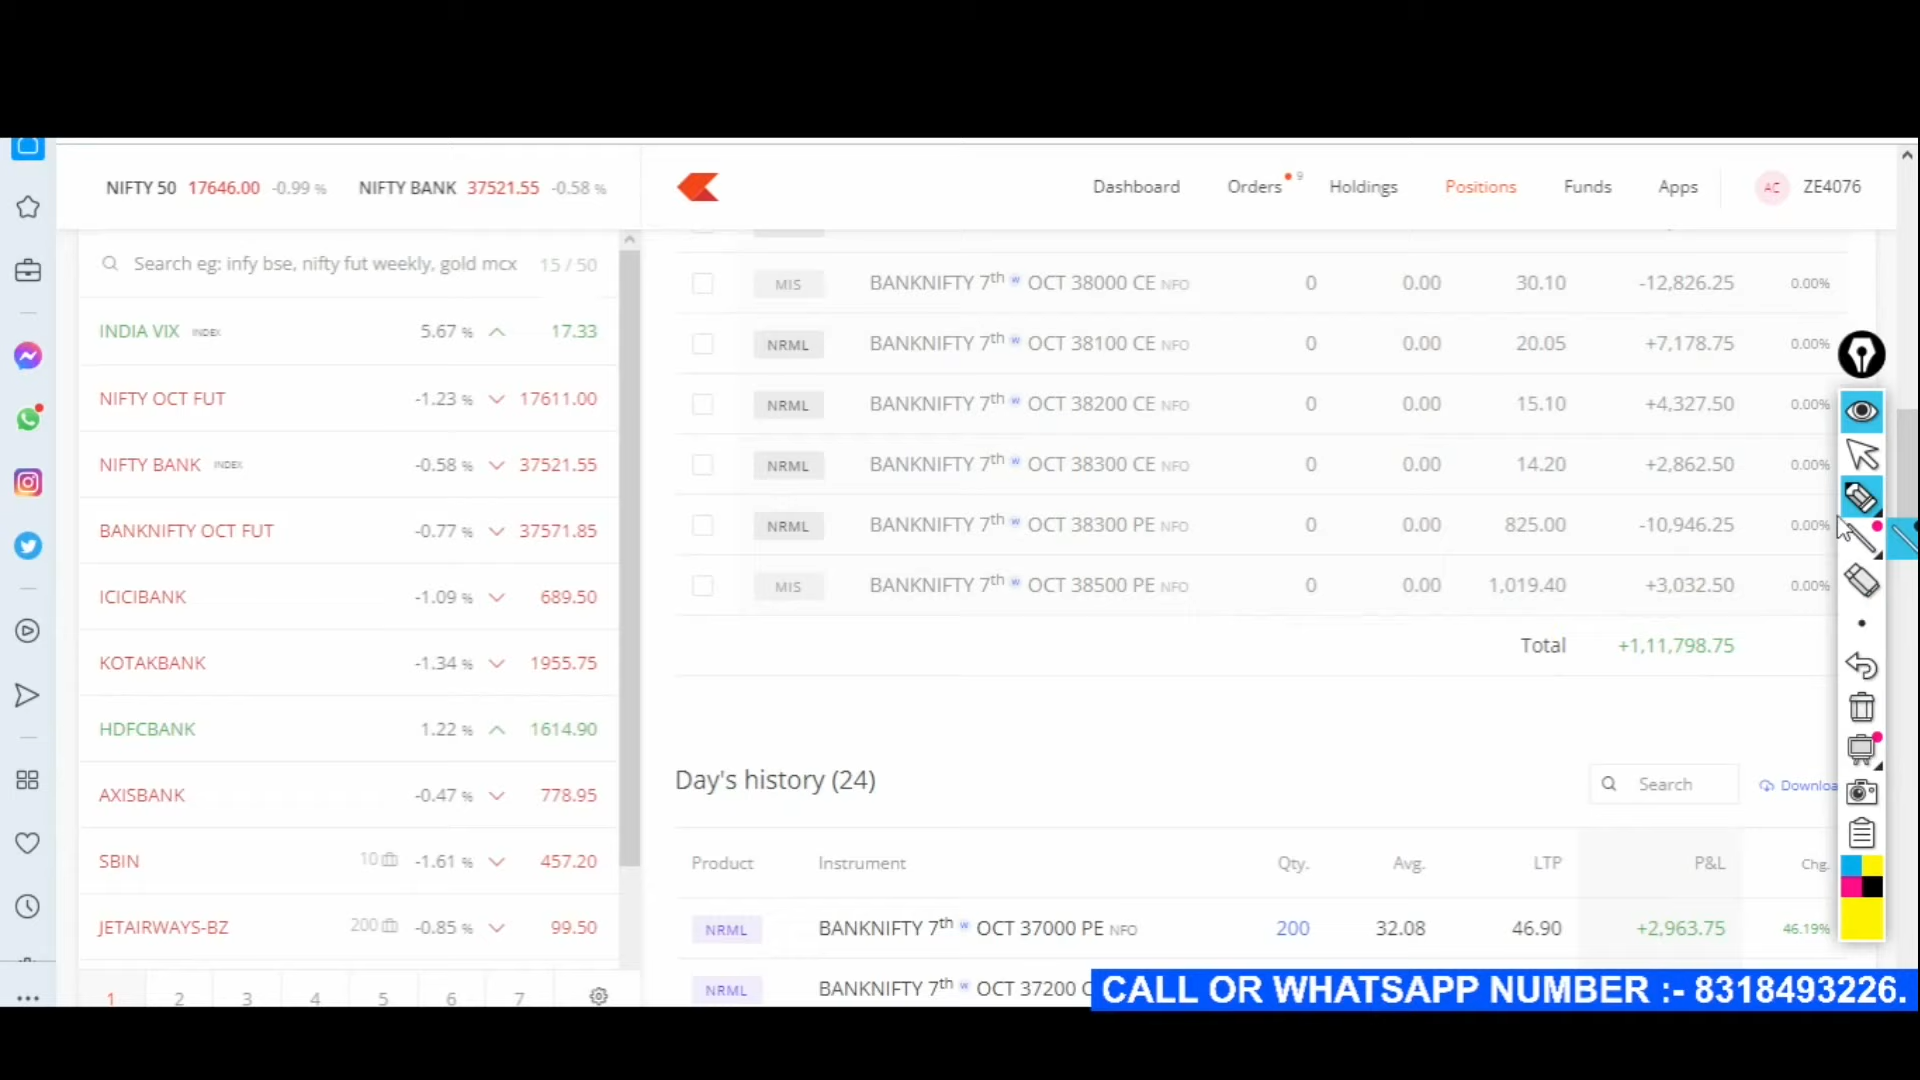 NIFTY 50 17646.00 -0.99 % NIFTY BANK 37521.55 -0.58 %
Dashboard Orders 9 Holdings Positions Funds Apps AC ZE4076
Search eg: infy bse, nifty fut weekly, gold mcx 15 / 50
INDIA VIX INDEX 5.67 % 17.33
NIFTY OCT FUT -1.23 % 17611.00
NIFTY BANK INDEX -0.58 % 37521.55
BANKNIFTY OCT FUT -0.77 % 37571.85
ICICIBANK -1.09 % 689.50
KOTAKBANK -1.34 % 1955.75
HDFCBANK 1.22 % 1614.90
AXISBANK -0.47 % 778.95
SBIN 10 -1.61 % 457.20
JETAIRWAYS-BZ 200 -0.85 % 99.50
1 2 3 4 5 6 7
MIS BANKNIFTY 7th w OCT 38000 CE NFO 0 0.00 30.10 -12,826.25 0.00%
NRML BANKNIFTY 7th w OCT 38100 CE NFO 0 0.00 20.05 +7,178.75 0.00%
NRML BANKNIFTY 7th w OCT 38200 CE NFO 0 0.00 15.10 +4,327.50 0.00%
NRML BANKNIFTY 7th w OCT 38300 CE NFO 0 0.00 14.20 +2,862.50 0.00%
NRML BANKNIFTY 7th w OCT 38300 PE NFO 0 0.00 825.00 -10,946.25 0.00%
MIS BANKNIFTY 7th w OCT 38500 PE NFO 0 0.00 1,019.40 +3,032.50 0.00%
Total +1,11,798.75
Day's history (24) Search Downloa
Product Instrument Qty. Avg. LTP P&L Chg.
NRML BANKNIFTY 7th w OCT 37000 PE NFO 200 32.08 46.90 +2,963.75 46.19%
NRML BANKNIFTY 7th w OCT 37200 C
CALL OR WHATSAPP NUMBER :- 8318493226.